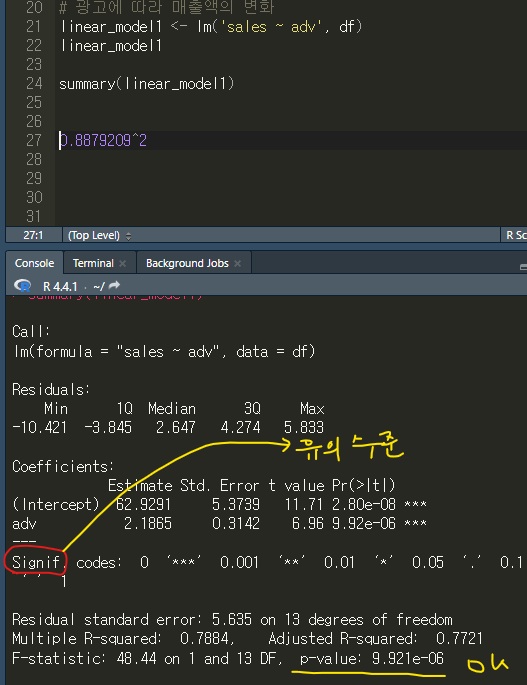 20 # 광고에 따라 매출액의 변화
21 linear_model1 <- lm('sales ~ adv', df)
22 linear_model1
23
24 summary(linear_model1)
25
26
27 0.8879209^2
28
29
30
31
27:1 (Top Level) R Sc
Console Terminal Background Jobs
R 4.4.1 · ~/
> summary(linear_model1)
Call:
lm(formula = "sales ~ adv", data = df)
Residuals:
Min 1Q Median 3Q Max
-10.421 -3.845 2.647 4.274 5.833
유의 수준
Coefficients:
Estimate Std. Error t value Pr(>|t|)
(Intercept) 62.9291 5.3739 11.71 2.80e-08 ***
adv 2.1865 0.3142 6.96 9.92e-06 ***
---
Signif. codes: 0 ‘***’ 0.001 ‘**’ 0.01 ‘*’ 0.05 ‘.’ 0.1
‘ ’ 1
Residual standard error: 5.635 on 13 degrees of freedom
Multiple R-squared: 0.7884, Adjusted R-squared: 0.7721
F-statistic: 48.44 on 1 and 13 DF, p-value: 9.921e-06 OK